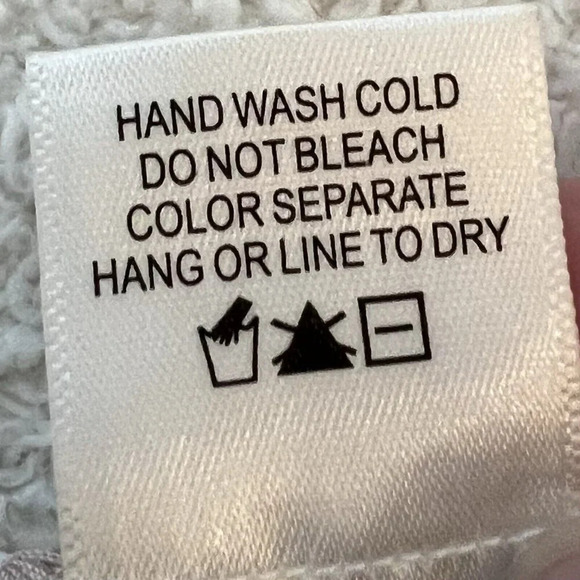 HAND WASH COLD
DO NOT BLEACH
COLOR SEPARATE
HANG OR LINE TO DRY